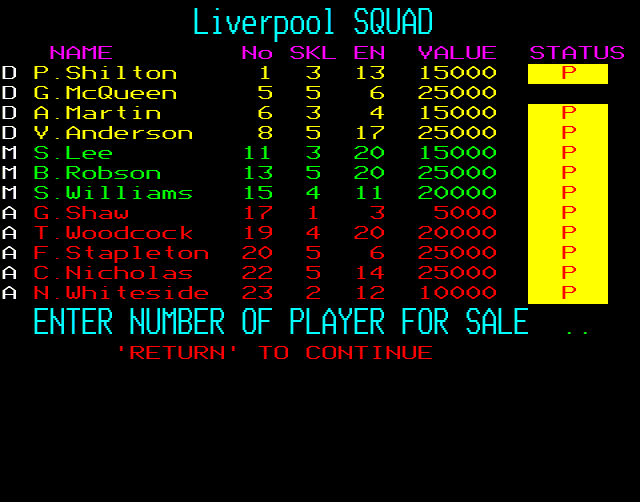 Liverpool SQUAD
NAME No SKL EN VALUE STATUS
D P.Shilton 1 3 13 15000 P
D G.McQueen 5 5 6 25000
D A.Martin 6 3 4 15000 P
D V.Anderson 8 5 17 25000 P
M S.Lee 11 3 20 15000 P
M B.Robson 13 5 20 25000 P
M S.Williams 15 4 11 20000 P
A G.Shaw 17 1 3 5000 P
A T.Woodcock 19 4 20 20000 P
A F.Stapleton 20 5 6 25000 P
A C.Nicholas 22 5 14 25000 P
A N.Whiteside 23 2 12 10000 P
ENTER NUMBER OF PLAYER FOR SALE ..
'RETURN' TO CONTINUE